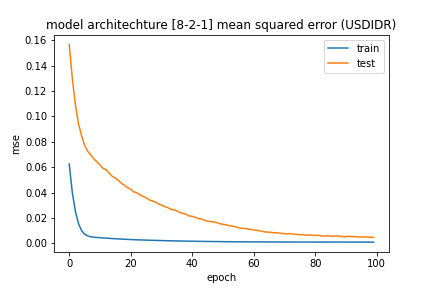 model architechture [8-2-1] mean squared error (USDIDR)
train
test
mse
0.16
0.14
0.12
0.10
0.08
0.06
0.04
0.02
0.00
0 20 40 60 80 100
epoch